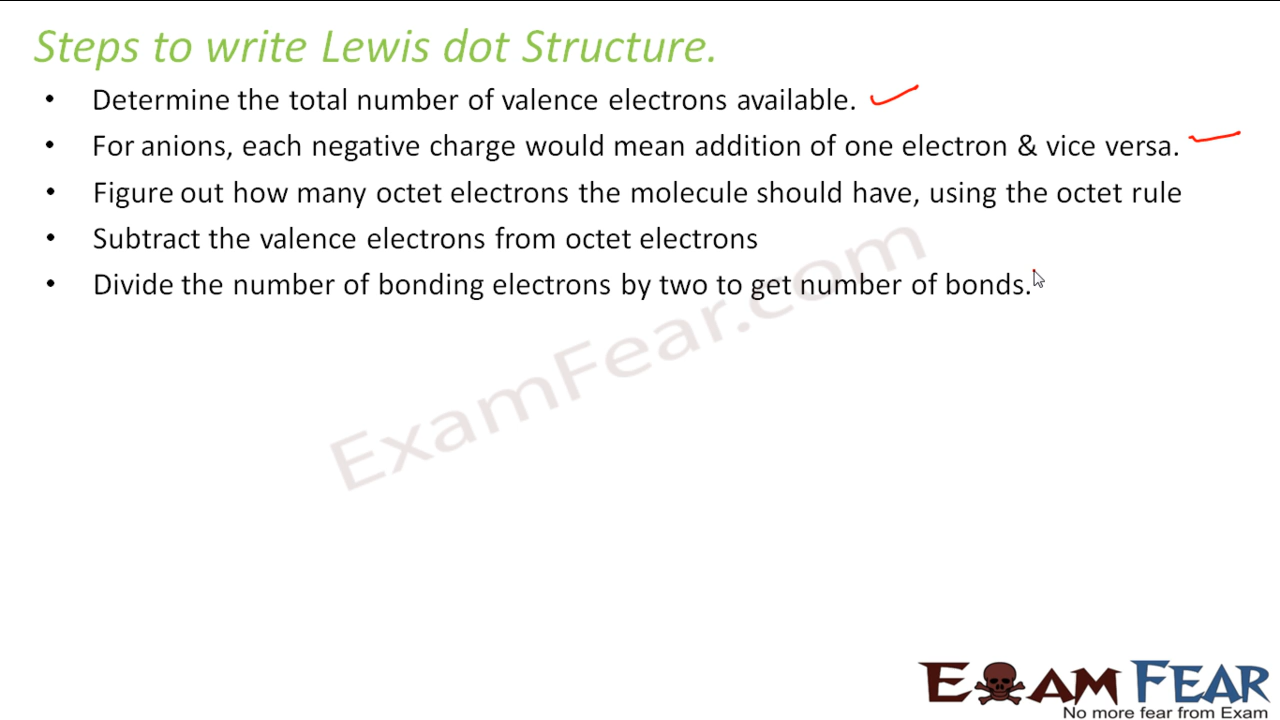 Steps to write Lewis dot Structure.
• Determine the total number of valence electrons available.
• For anions, each negative charge would mean addition of one electron & vice versa.
• Figure out how many octet electrons the molecule should have, using the octet rule
• Subtract the valence electrons from octet electrons
• Divide the number of bonding electrons by two to get number of bonds.
ExamFear.com
EXAM FEAR
No more fear from Exam